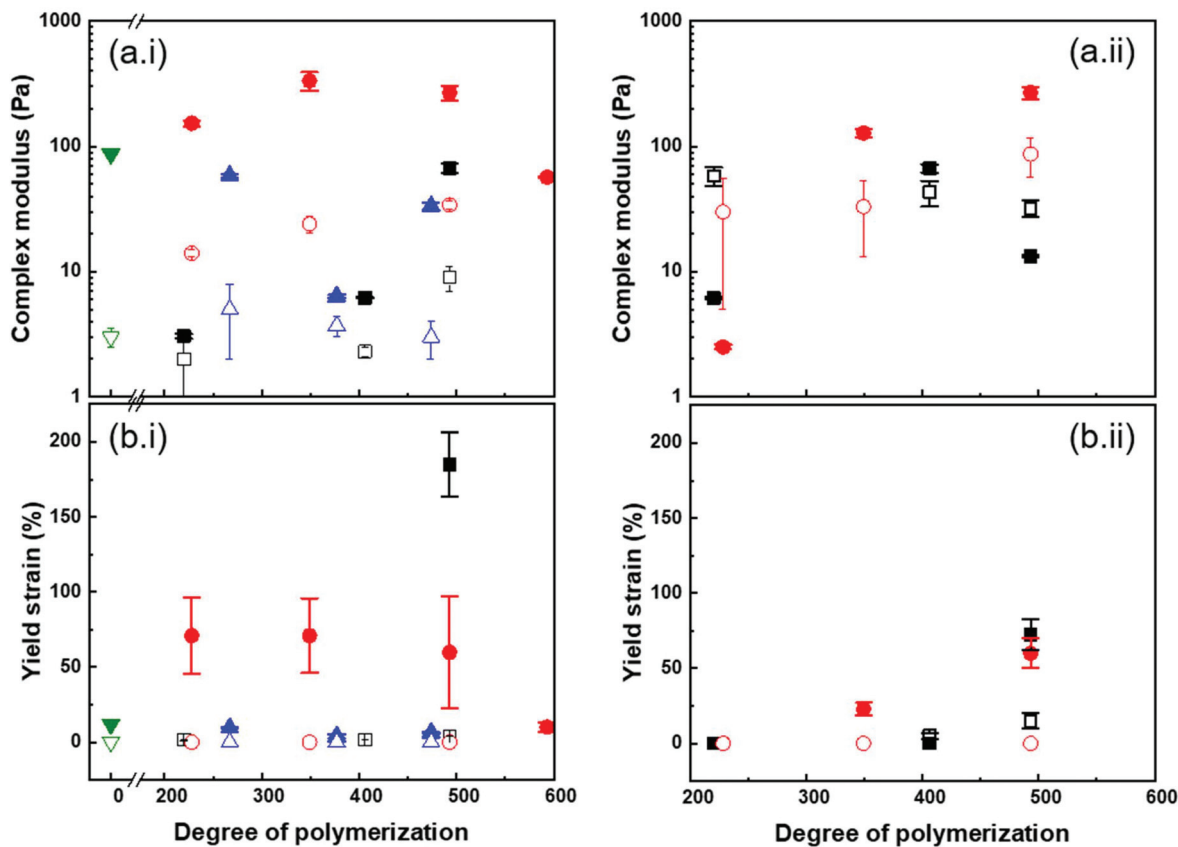 (a.i)
Complex modulus (Pa)
1000
100
10
1
(a.ii)
Complex modulus (Pa)
1000
100
10
1
(b.i)
Yield strain (%)
200
150
100
50
0
0 200 300 400 500 600
Degree of polymerization
(b.ii)
Yield strain (%)
200
150
100
50
0
200 300 400 500 600
Degree of polymerization